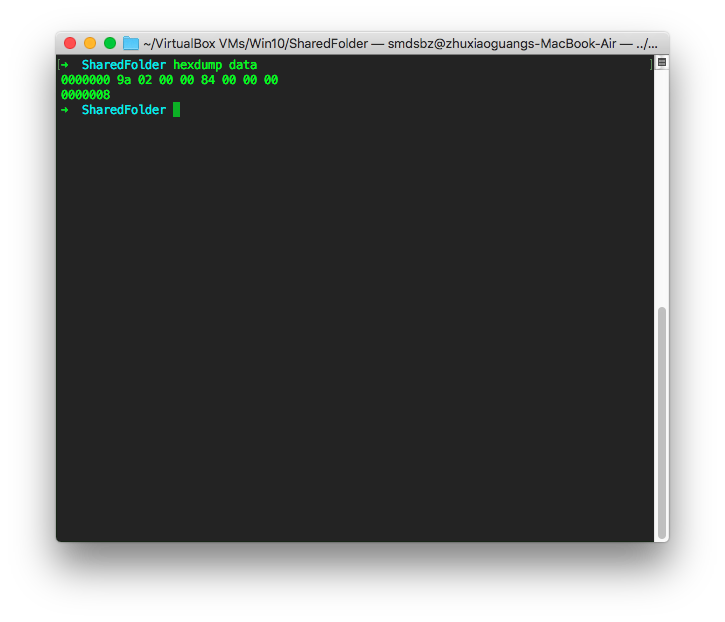 ~/VirtualBox VMs/Win10/SharedFolder — smdsbz@zhuxiaoguangs-MacBook-Air — ../...
[→ SharedFolder hexdump data ]
0000000 9a 02 00 00 84 00 00 00
0000008
→ SharedFolder